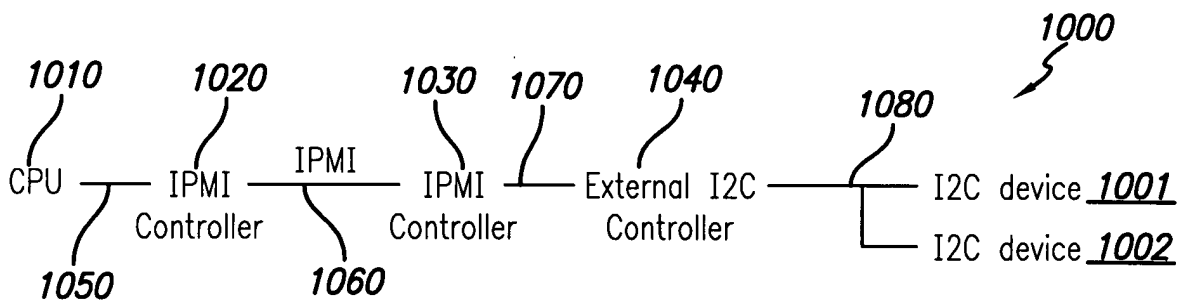 1000
1010
1020
1030
1070
1040
1080
CPU
IPMI
Controller
IPMI
IPMI
Controller
External I2C
Controller
I2C device 1001
I2C device 1002
1050
1060